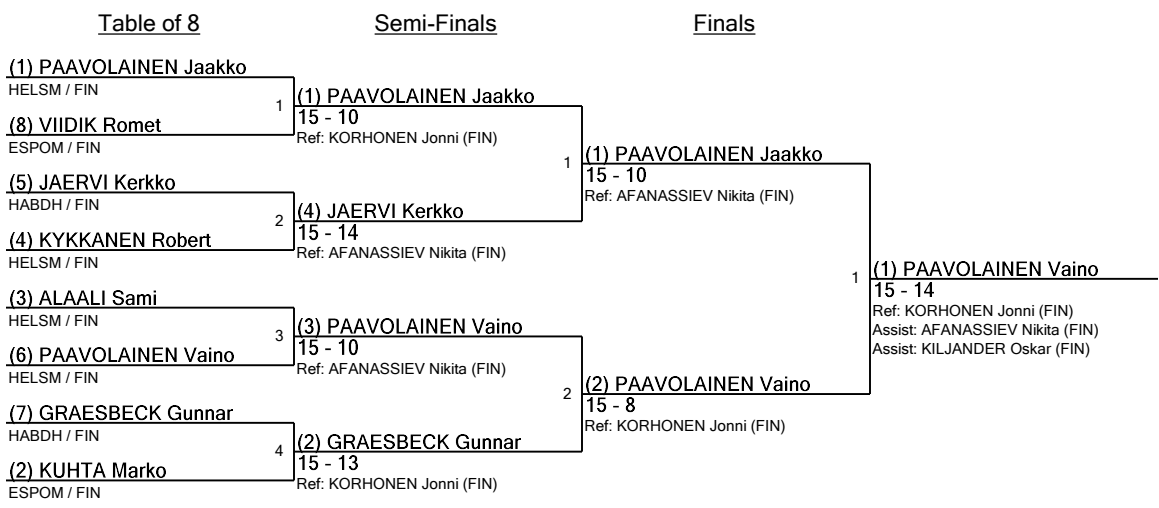 Table of 8
Semi-Finals
Finals
(1) PAAVOLAINEN Jaakko
HELSM / FIN
1
(8) VIIDIK Romet
ESPOM / FIN
(5) JAERVI Kerkko
HABDH / FIN
2
(4) KYKKANEN Robert
HELSM / FIN
(3) ALAALI Sami
HELSM / FIN
3
(6) PAAVOLAINEN Vaino
HELSM / FIN
(7) GRAESBECK Gunnar
HABDH / FIN
4
(2) KUHTA Marko
ESPOM / FIN
(1) PAAVOLAINEN Jaakko
15 - 10
Ref: KORHONEN Jonni (FIN)
1
(4) JAERVI Kerkko
15 - 14
Ref: AFANASSIEV Nikita (FIN)
(3) PAAVOLAINEN Vaino
15 - 10
Ref: AFANASSIEV Nikita (FIN)
2
(2) GRAESBECK Gunnar
15 - 13
Ref: KORHONEN Jonni (FIN)
(1) PAAVOLAINEN Jaakko
15 - 10
Ref: AFANASSIEV Nikita (FIN)
1
(2) PAAVOLAINEN Vaino
15 - 8
Ref: KORHONEN Jonni (FIN)
(1) PAAVOLAINEN Vaino
15 - 14
Ref: KORHONEN Jonni (FIN)
Assist: AFANASSIEV Nikita (FIN)
Assist: KILJANDER Oskar (FIN)